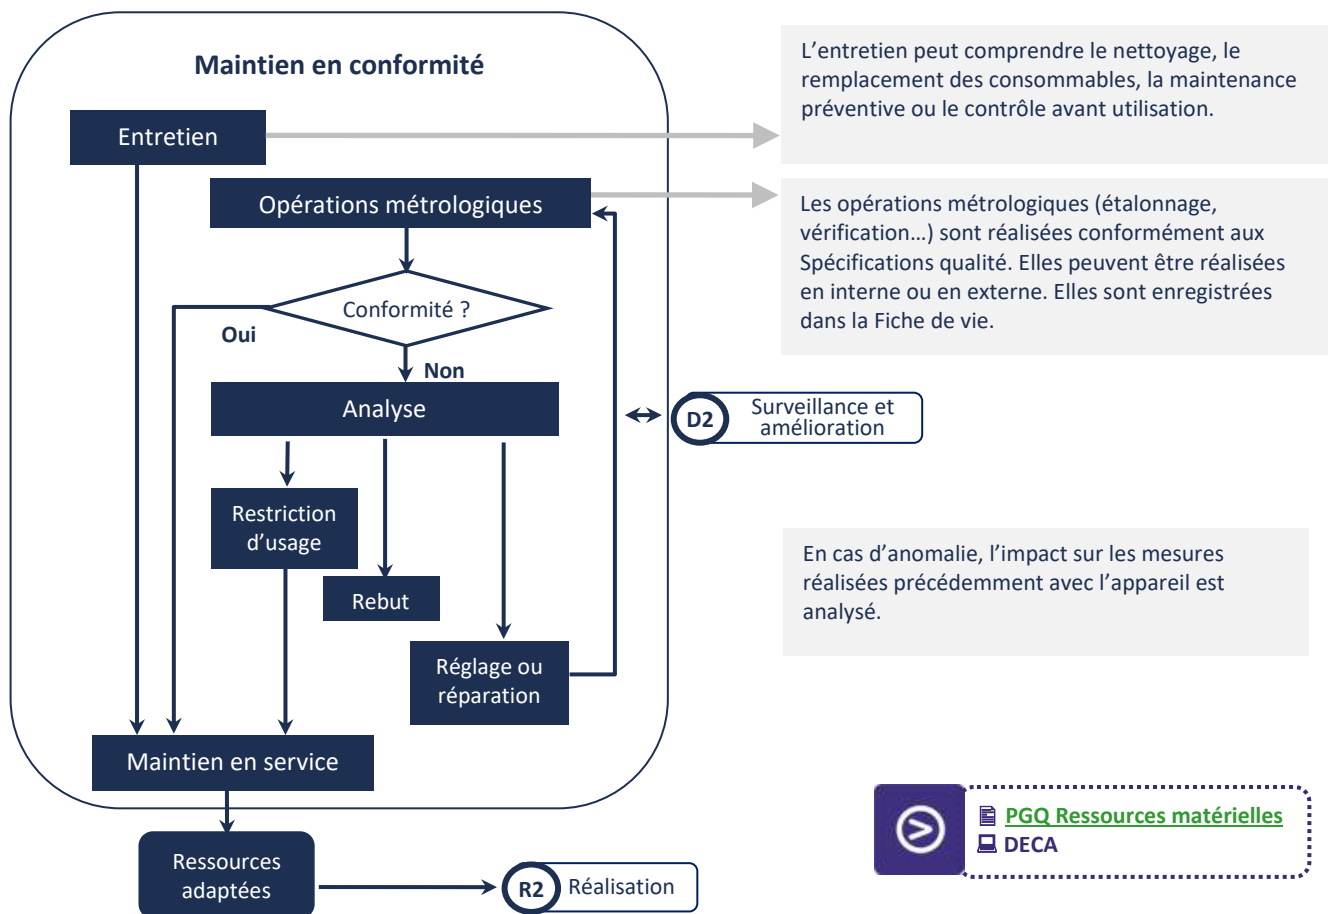 Maintien en conformité
L’entretien peut comprendre le nettoyage, le
remplacement des consommables, la maintenance
préventive ou le contrôle avant utilisation.
Entretien
Opérations métrologiques
Les opérations métrologiques (étalonnage,
vérification…) sont réalisées conformément aux
Spécifications qualité. Elles peuvent être réalisées
en interne ou en externe. Elles sont enregistrées
dans la Fiche de vie.
Conformité ?
Oui
Non
Analyse
D2
Surveillance et
amélioration
Restriction
d’usage
Rebut
En cas d’anomalie, l’impact sur les mesures
réalisées précédemment avec l’appareil est
analysé.
Réglage ou
réparation
Maintien en service
PGQ Ressources matérielles
DECA
Ressources
adaptées
R2
Réalisation